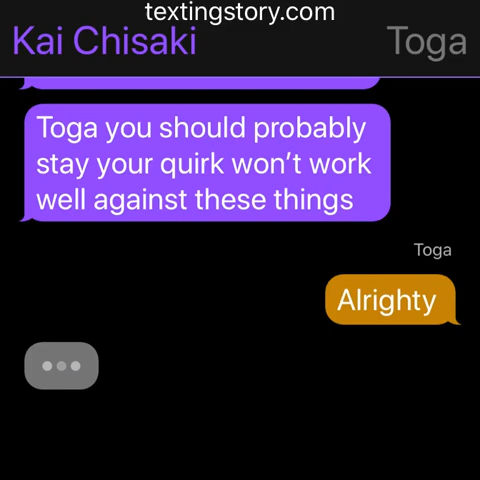 textingstory.com
Kai Chisaki Toga
Toga you should probably
stay your quirk won't work
well against these things
Toga
Alrighty